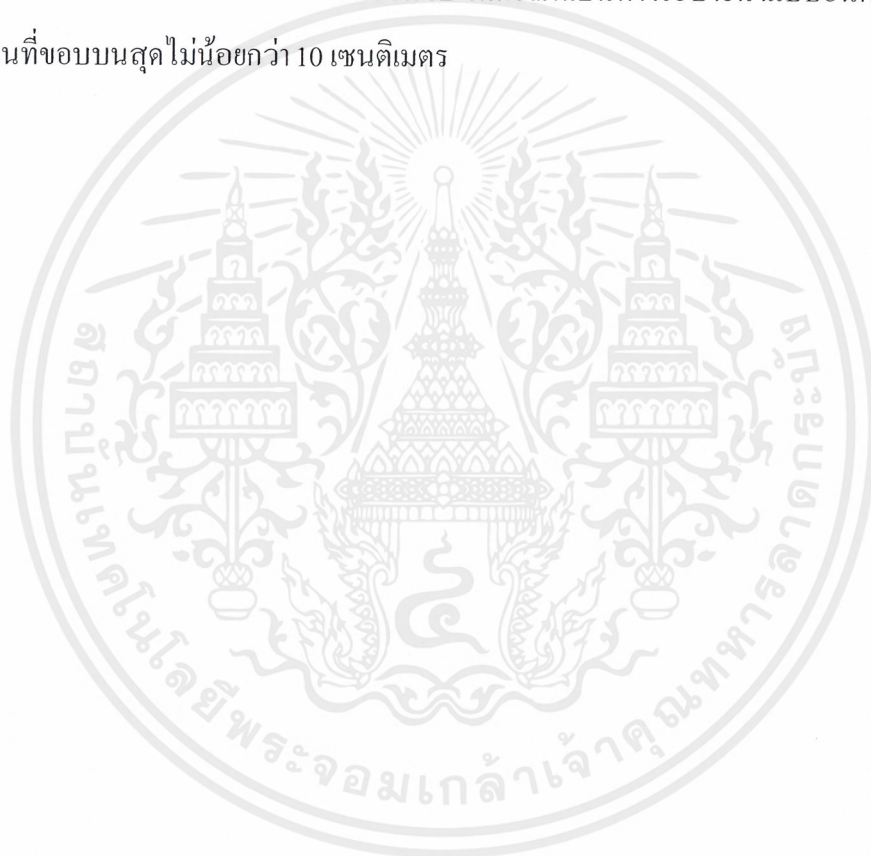 นที่ขอบบนสุดไม่น้อยกว่า 10 เซนติเมตร
สถาบันเทคโนโลยีพระจอมเกล้าเจ้าคุณทหารลาดกระบัง
๔